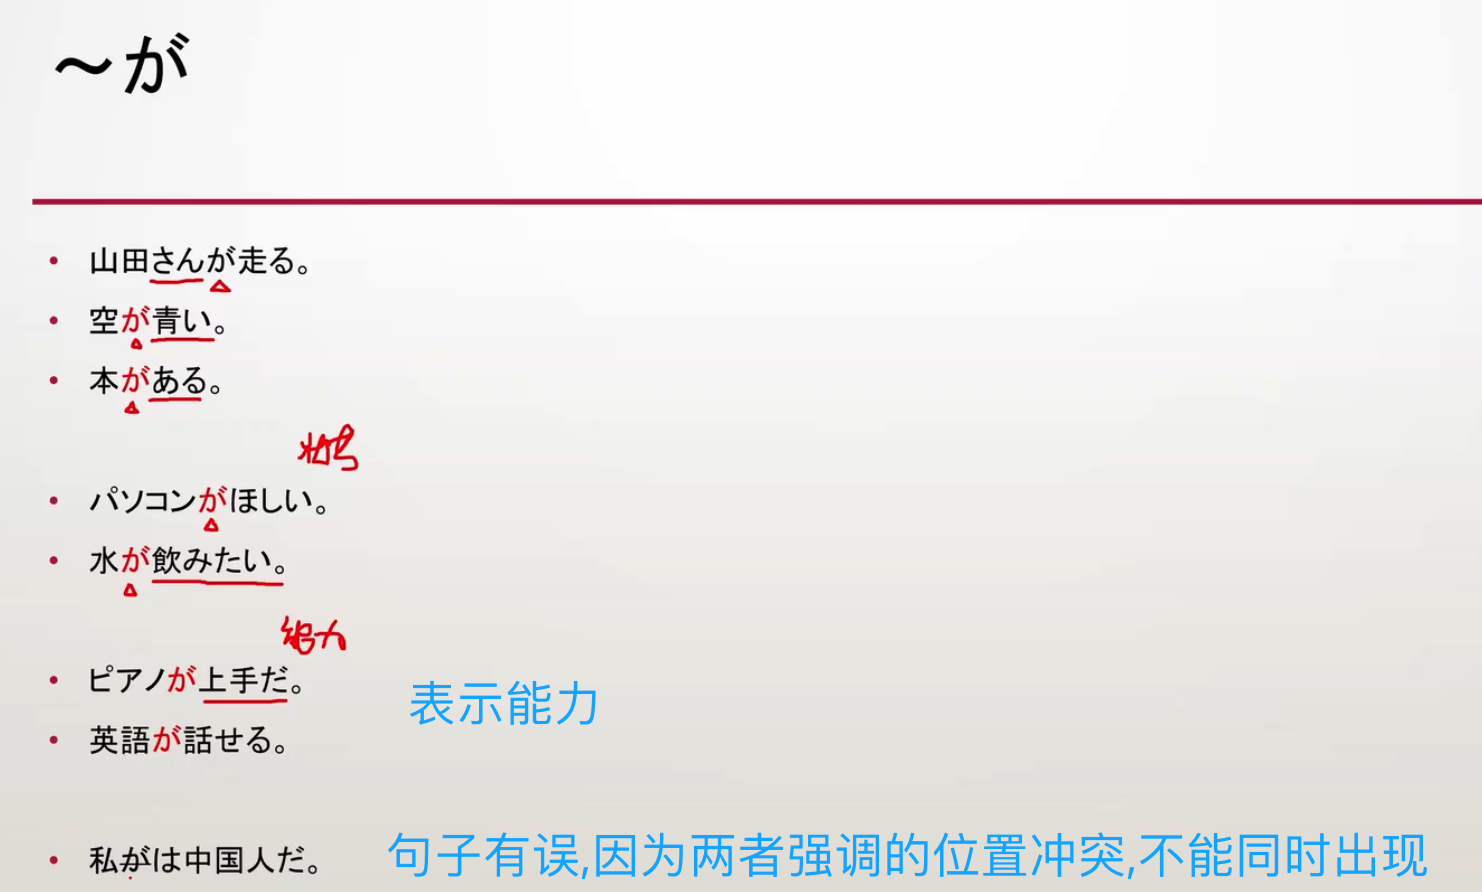 ～が
山田さんが走る。
空が青い。
本がある。
パソコンがほしい。
水が飲みたい。
能力
ピアノが上手だ。
表示能力
英語が話せる。
私がは中国人だ。
句子有误,因为两者强调的位置冲突,不能同时出现